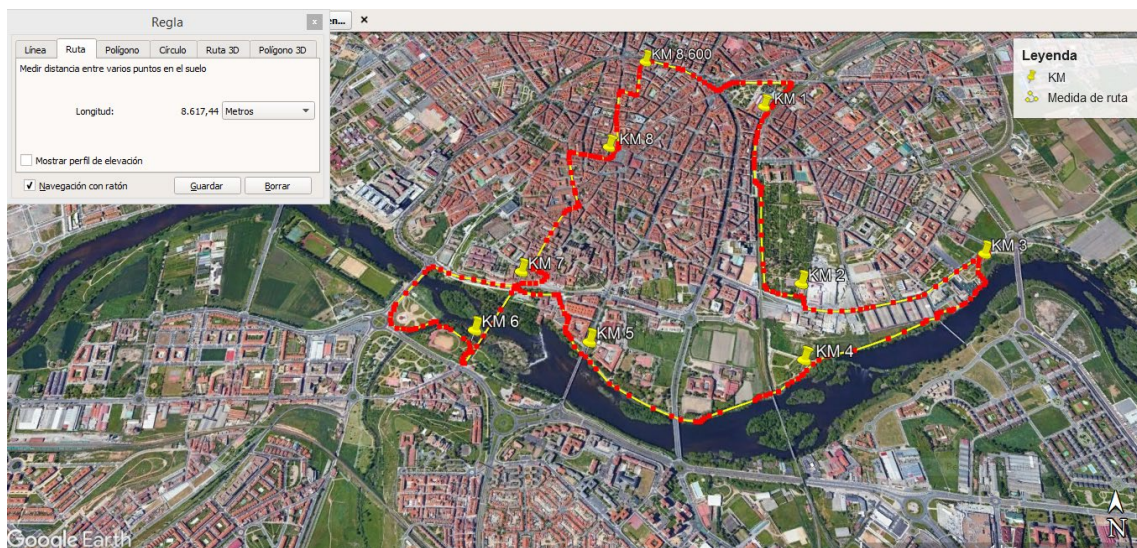 Regla
en...
Línea
Ruta
Polígono
Círculo
Ruta 3D
Polígono 3D
Medir distancia entre varios puntos en el suelo
Longitud: 8.617,44 Metros
Mostrar perfil de elevación
Navegación con ratón
Guardar
Borrar
Leyenda
KM
Medida de ruta
KM 8,600
KM 1
KM 8
KM 3
KM 7
KM 2
KM 6
KM 5
KM 4
Google Earth
N